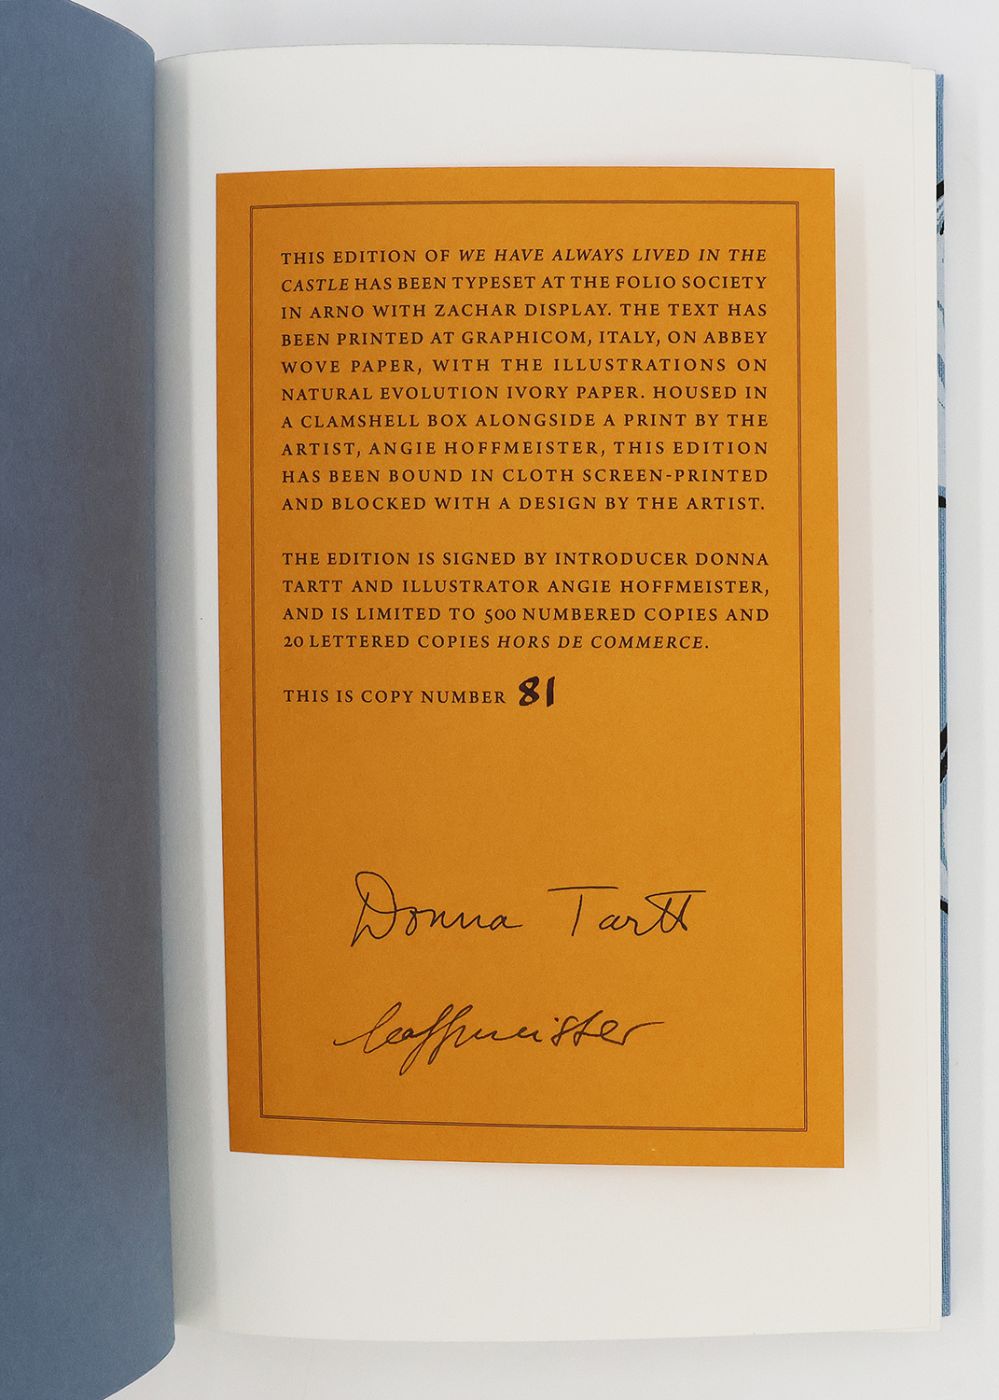 THIS EDITION OF WE HAVE ALWAYS LIVED IN THE
CASTLE HAS BEEN TYPESET AT THE FOLIO SOCIETY
IN ARNO WITH ZACHAR DISPLAY. THE TEXT HAS
BEEN PRINTED AT GRAPHICOM, ITALY, ON ABBEY
WOVE PAPER, WITH THE ILLUSTRATIONS ON
NATURAL EVOLUTION IVORY PAPER. HOUSED IN
A CLAMSHELL BOX ALONGSIDE A PRINT BY THE
ARTIST, ANGIE HOFFMEISTER, THIS EDITION
HAS BEEN BOUND IN CLOTH SCREEN-PRINTED
AND BLOCKED WITH A DESIGN BY THE ARTIST.
THE EDITION IS SIGNED BY INTRODUCER DONNA
TARTT AND ILLUSTRATOR ANGIE HOFFMEISTER,
AND IS LIMITED TO 500 NUMBERED COPIES AND
20 LETTERED COPIES HORS DE COMMERCE.
THIS IS COPY NUMBER 81
Donna Tartt
Hoffmeister